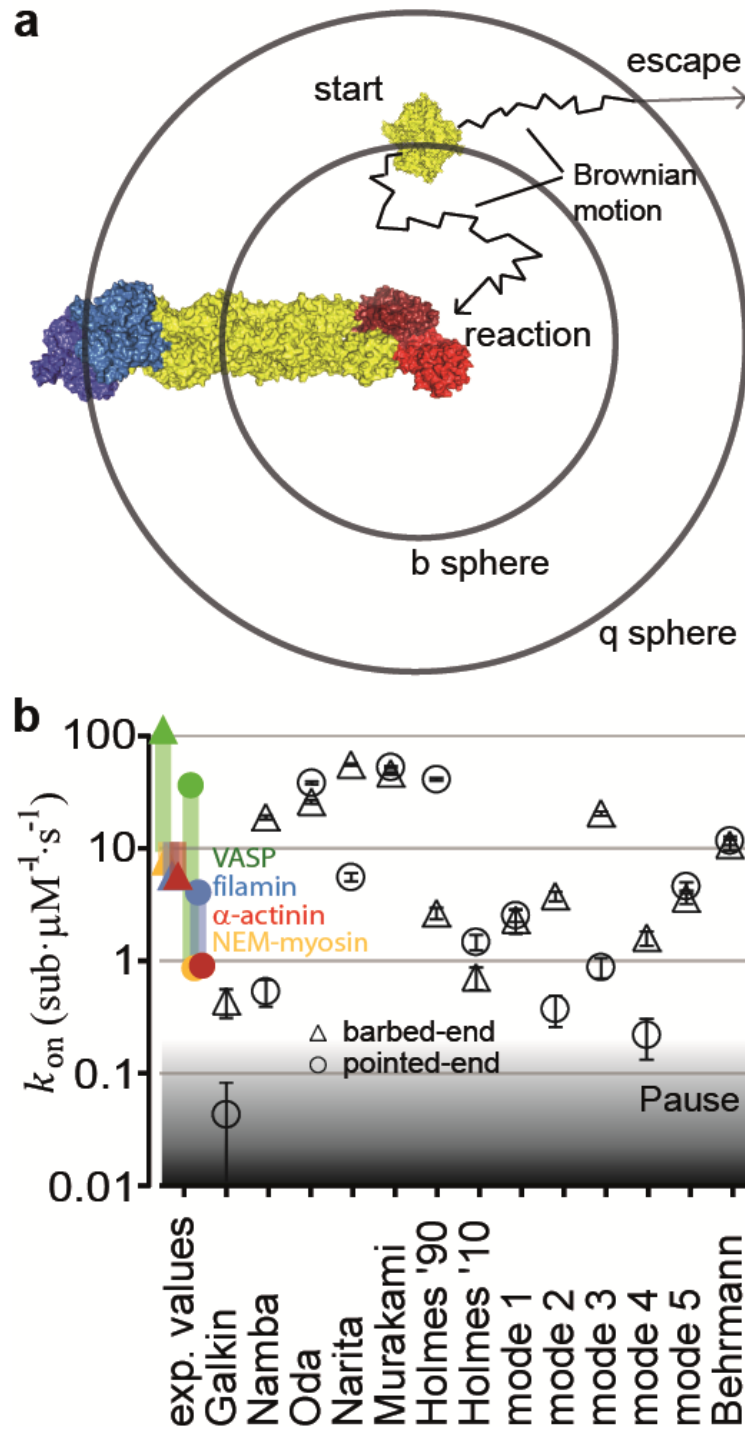 a
escape
start
Brownian
motion
reaction
b sphere
q sphere
b
k_on (sub·μM⁻¹·s⁻¹)
100
10
1
0.1
0.01
VASP
filamin
α-actinin
NEM-myosin
barbed-end
pointed-end
Pause
exp. values
Galkin
Namba
Oda
Narita
Murakami
Holmes '90
Holmes '10
mode 1
mode 2
mode 3
mode 4
mode 5
Behrmann